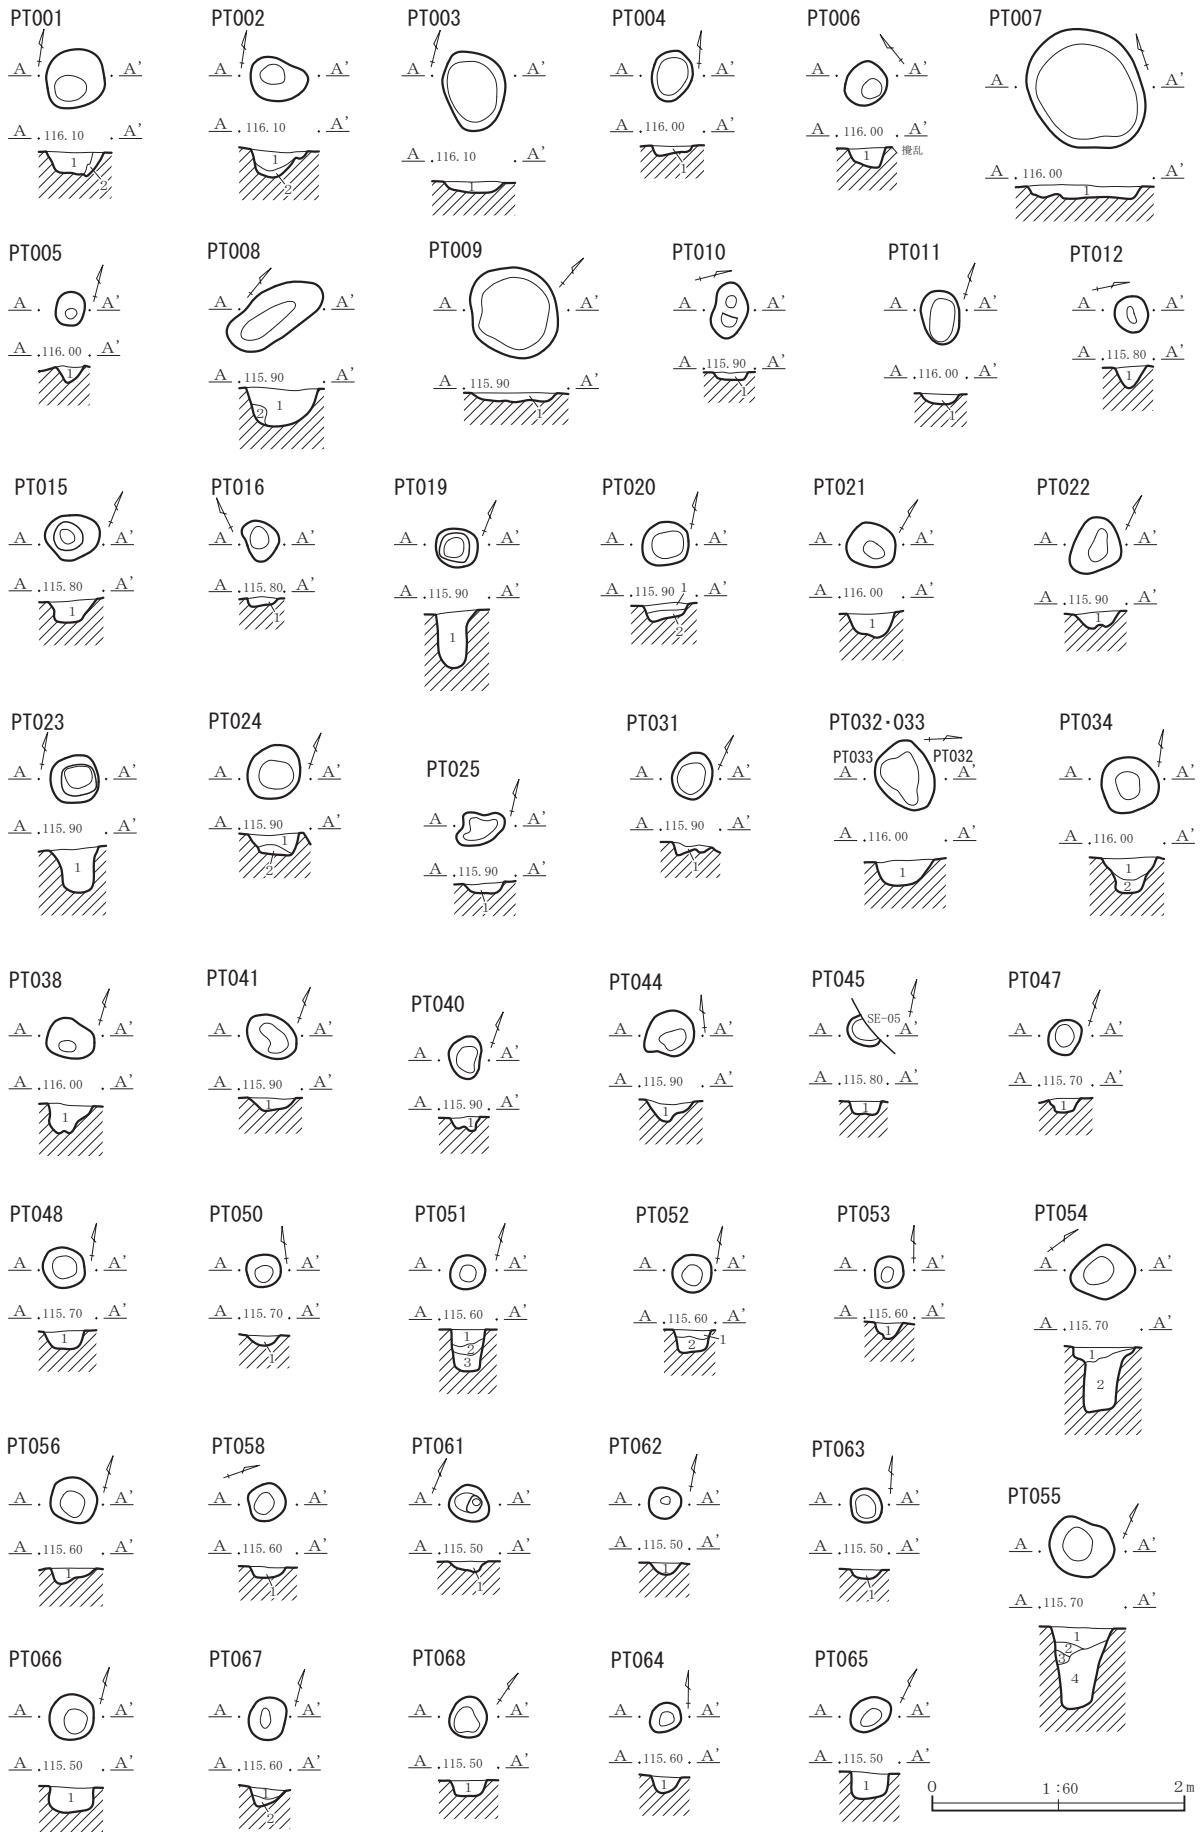 PT001 PT002 PT003 PT004 PT006 PT007
A A' A A' A A' A A' A A' A A'
A 116.10 A' A 116.10 A' A 116.10 A' A 116.00 A' A 116.00 A' A 116.00 A'
1 2 1 2 1 1 1 撹乱 1
PT005 PT008 PT009 PT010 PT011 PT012
A A' A A' A A' A A' A A' A A'
A 116.00 A' A 115.90 A' A 115.90 A' A 115.90 A' A 116.00 A' A 115.80 A'
1 2 1 1 1 1 1
PT015 PT016 PT019 PT020 PT021 PT022
A A' A A' A A' A A' A A' A A'
A 115.80 A' A 115.80 A' A 115.90 A' A 115.90 1 A' A 116.00 A' A 115.90 A'
1 1 1 2 1 1
PT023 PT024 PT025 PT031 PT032・033 PT034
PT033 PT032
A A' A A' A A' A A' A A' A A'
A 115.90 A' A 115.90 A' A 115.90 A' A 115.90 A' A 116.00 A' A 116.00 A'
1 1 2 1 1 1 1 2
PT038 PT041 PT040 PT044 PT045 PT047
SE-05
A A' A A' A A' A A' A A' A A'
A 116.00 A' A 115.90 A' A 115.90 A' A 115.90 A' A 115.80 A' A 115.70 A'
1 1 1 1 1 1
PT048 PT050 PT051 PT052 PT053 PT054
A A' A A' A A' A A' A A' A A'
A 115.70 A' A 115.70 A' A 115.60 A' A 115.60 A' A 115.60 A' A 115.70 A'
1 1 1 2 3 2 1 1 1 2
PT056 PT058 PT061 PT062 PT063 PT055
A A' A A' A A' A A' A A' A A'
A 115.60 A' A 115.60 A' A 115.50 A' A 115.50 A' A 115.50 A' A 115.70 A'
1 1 1 1 1 1 2 3 4
PT066 PT067 PT068 PT064 PT065
A A' A A' A A' A A' A A'
A 115.50 A' A 115.60 A' A 115.50 A' A 115.60 A' A 115.50 A'
1 1 2 1 1 1
0 1:60 2m